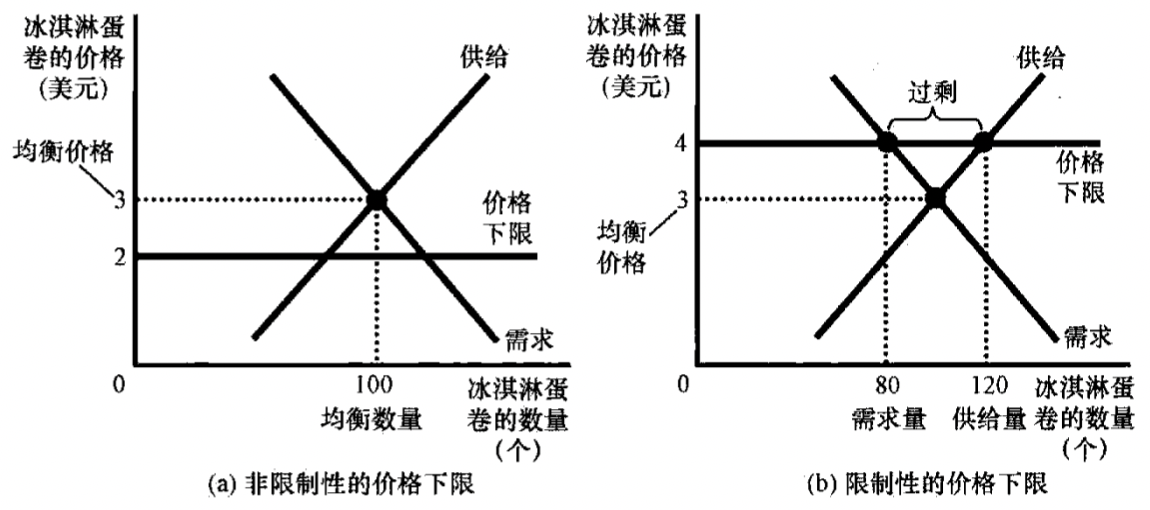 冰淇淋蛋
卷的价格
(美元)
供给
均衡价格
3
价格
下限
2
需求
0
100
均衡数量
冰淇淋蛋
卷的数量
(个)
(a) 非限制性的价格下限
冰淇淋蛋
卷的价格
(美元)
供给
过剩
4
价格
下限
3
均衡
价格
需求
0
80
120
需求量
供给量
冰淇淋蛋
卷的数量
(个)
(b) 限制性的价格下限